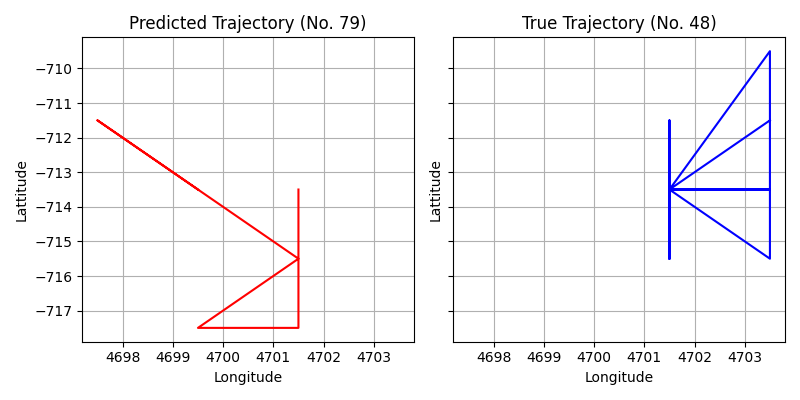 Predicted Trajectory (No. 79)
True Trajectory (No. 48)
−710
−711
−712
−713
−714
−715
−716
−717
Lattitude
Lattitude
4698 4699 4700 4701 4702 4703
4698 4699 4700 4701 4702 4703
Longitude
Longitude